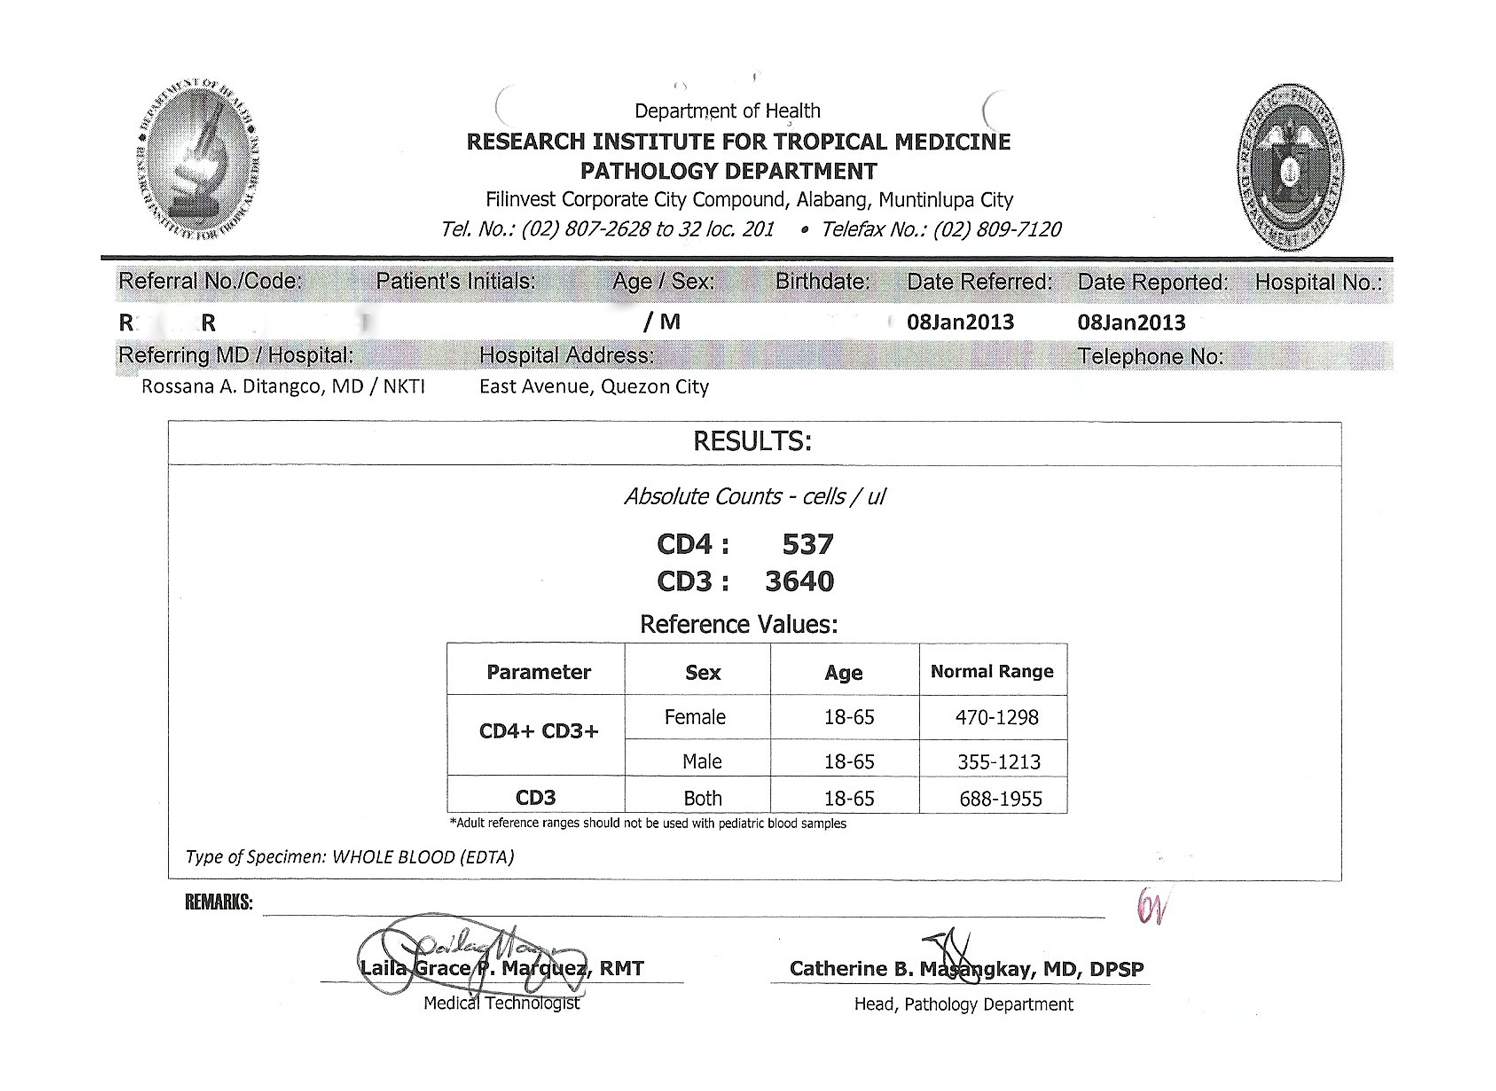 DEPARTMENT OF HEALTH
RESEARCH INSTITUTE FOR TROPICAL MEDICINE
Department of Health
RESEARCH INSTITUTE FOR TROPICAL MEDICINE
PATHOLOGY DEPARTMENT
Filinvest Corporate City Compound, Alabang, Muntinlupa City
Tel. No.: (02) 807-2628 to 32 loc. 201 • Telefax No.: (02) 809-7120
REPUBLIC PHILIPPINES
DEPARTMENT OF HEALTH
Referral No./Code: Patient's Initials: Age / Sex: Birthdate: Date Referred: Date Reported: Hospital No.:
R R / M 08Jan2013 08Jan2013
Referring MD / Hospital: Hospital Address: Telephone No:
Rossana A. Ditangco, MD / NKTI East Avenue, Quezon City
RESULTS:
Absolute Counts - cells / ul
CD4 : 537
CD3 : 3640
Reference Values:
Parameter Sex Age Normal Range
CD4+ CD3+ Female 18-65 470-1298
Male 18-65 355-1213
CD3 Both 18-65 688-1955
*Adult reference ranges should not be used with pediatric blood samples
Type of Specimen: WHOLE BLOOD (EDTA)
REMARKS:
Laila Grace P. Marquez, RMT Catherine B. Masangkay, MD, DPSP
Medical Technologist Head, Pathology Department